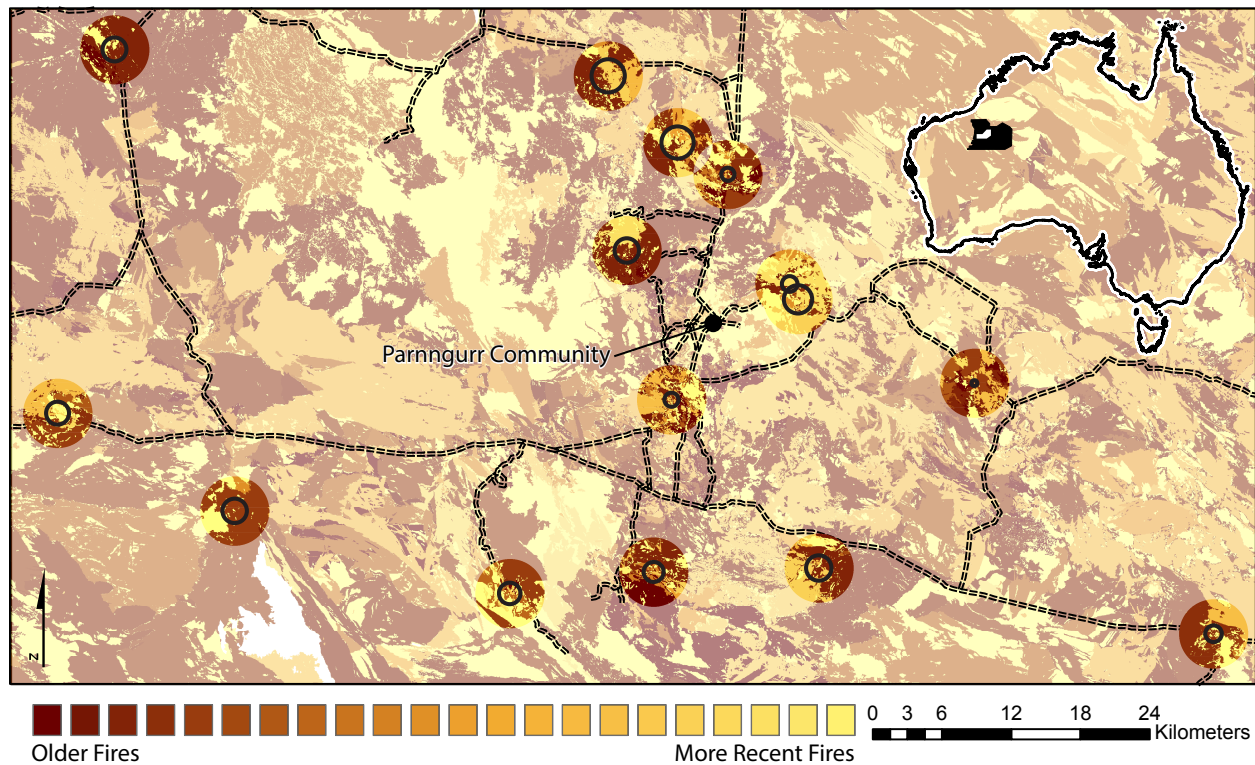 Parnngurr Community
N
0 3 6 12 18 24
Kilometers
Older Fires
More Recent Fires